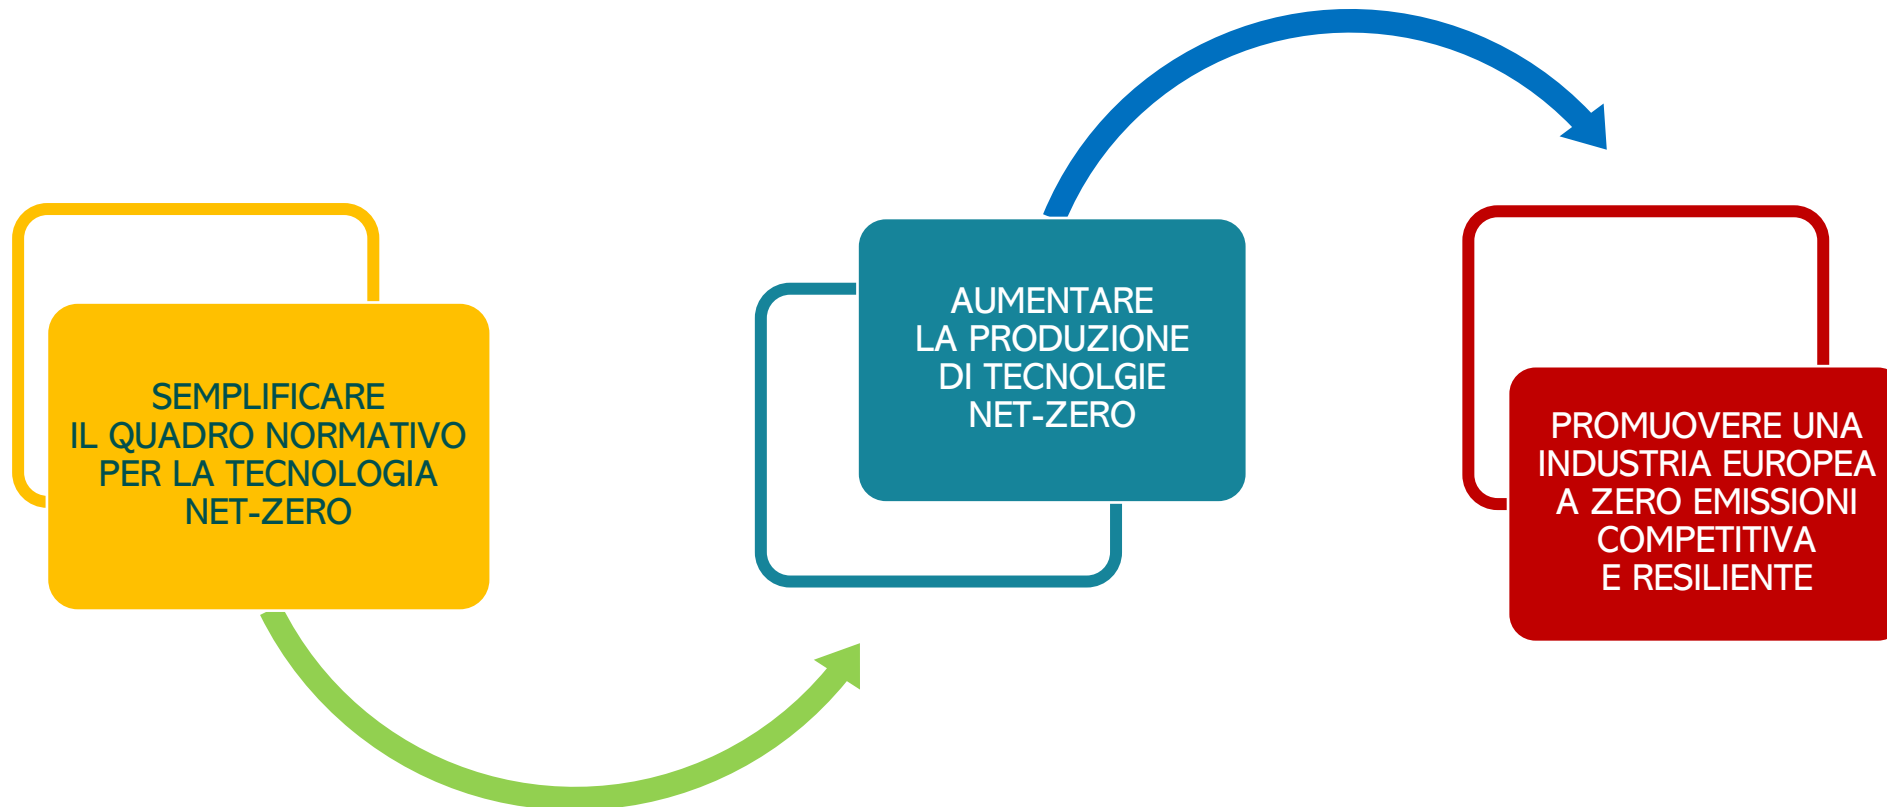 SEMPLIFICARE
IL QUADRO NORMATIVO
PER LA TECNOLOGIA
NET-ZERO
AUMENTARE
LA PRODUZIONE
DI TECNOLGIE
NET-ZERO
PROMUOVERE UNA
INDUSTRIA EUROPEA
A ZERO EMISSIONI
COMPETITIVA
E RESILIENTE